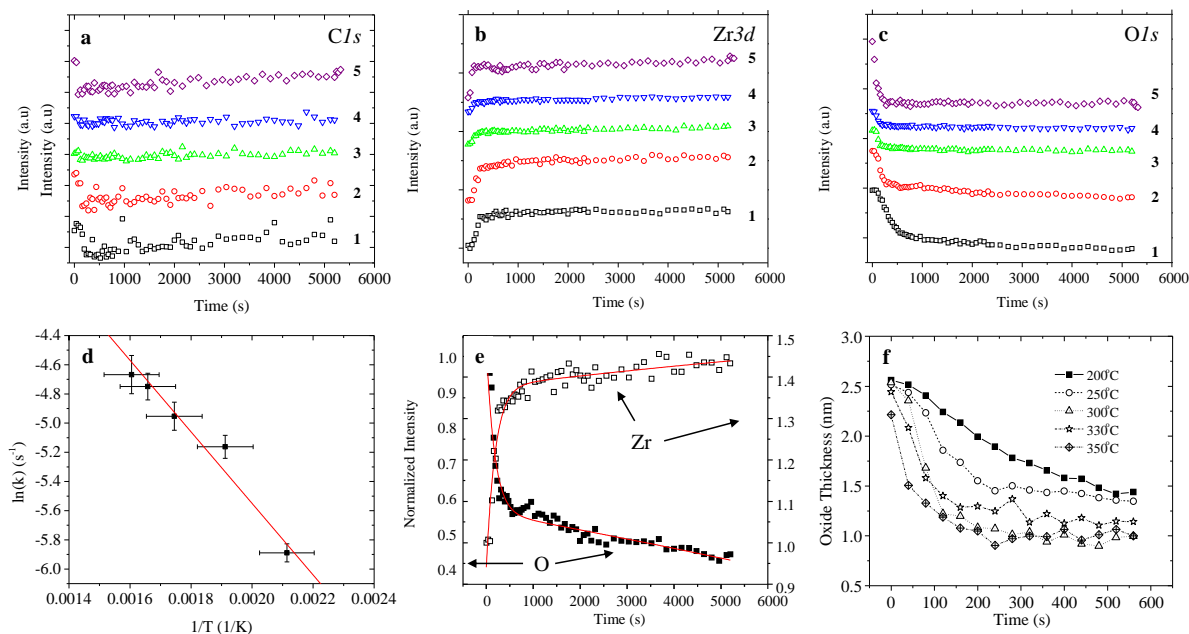 a
C1s
Intensity (a.u)
Intensity (a.u)
5
4
3
2
1
0 1000 2000 3000 4000 5000 6000
Time (s)
b
Zr3d
Intensity (a.u)
5
4
3
2
1
0 1000 2000 3000 4000 5000 6000
Time (s)
c
O1s
Intensity (a.u)
5
4
3
2
1
0 1000 2000 3000 4000 5000 6000
Time (s)
d
ln(k) (s⁻¹)
-4.4
-4.6
-4.8
-5.0
-5.2
-5.4
-5.6
-5.8
-6.0
0.0014 0.0016 0.0018 0.0020 0.0022 0.0024
1/T (1/K)
e
Normalized Intensity
1.0
0.9
0.8
0.6
0.5
0.4
1.5
1.4
1.3
1.2
1.1
1.0
0.9
Zr
O
0 1000 2000 3000 4000 5000 6000
Time (s)
f
Oxide Thickness (nm)
3.0
2.5
2.0
1.5
1.0
0.5
200°C
250°C
300°C
330°C
350°C
0 120 240 360 480 600
Time (s)